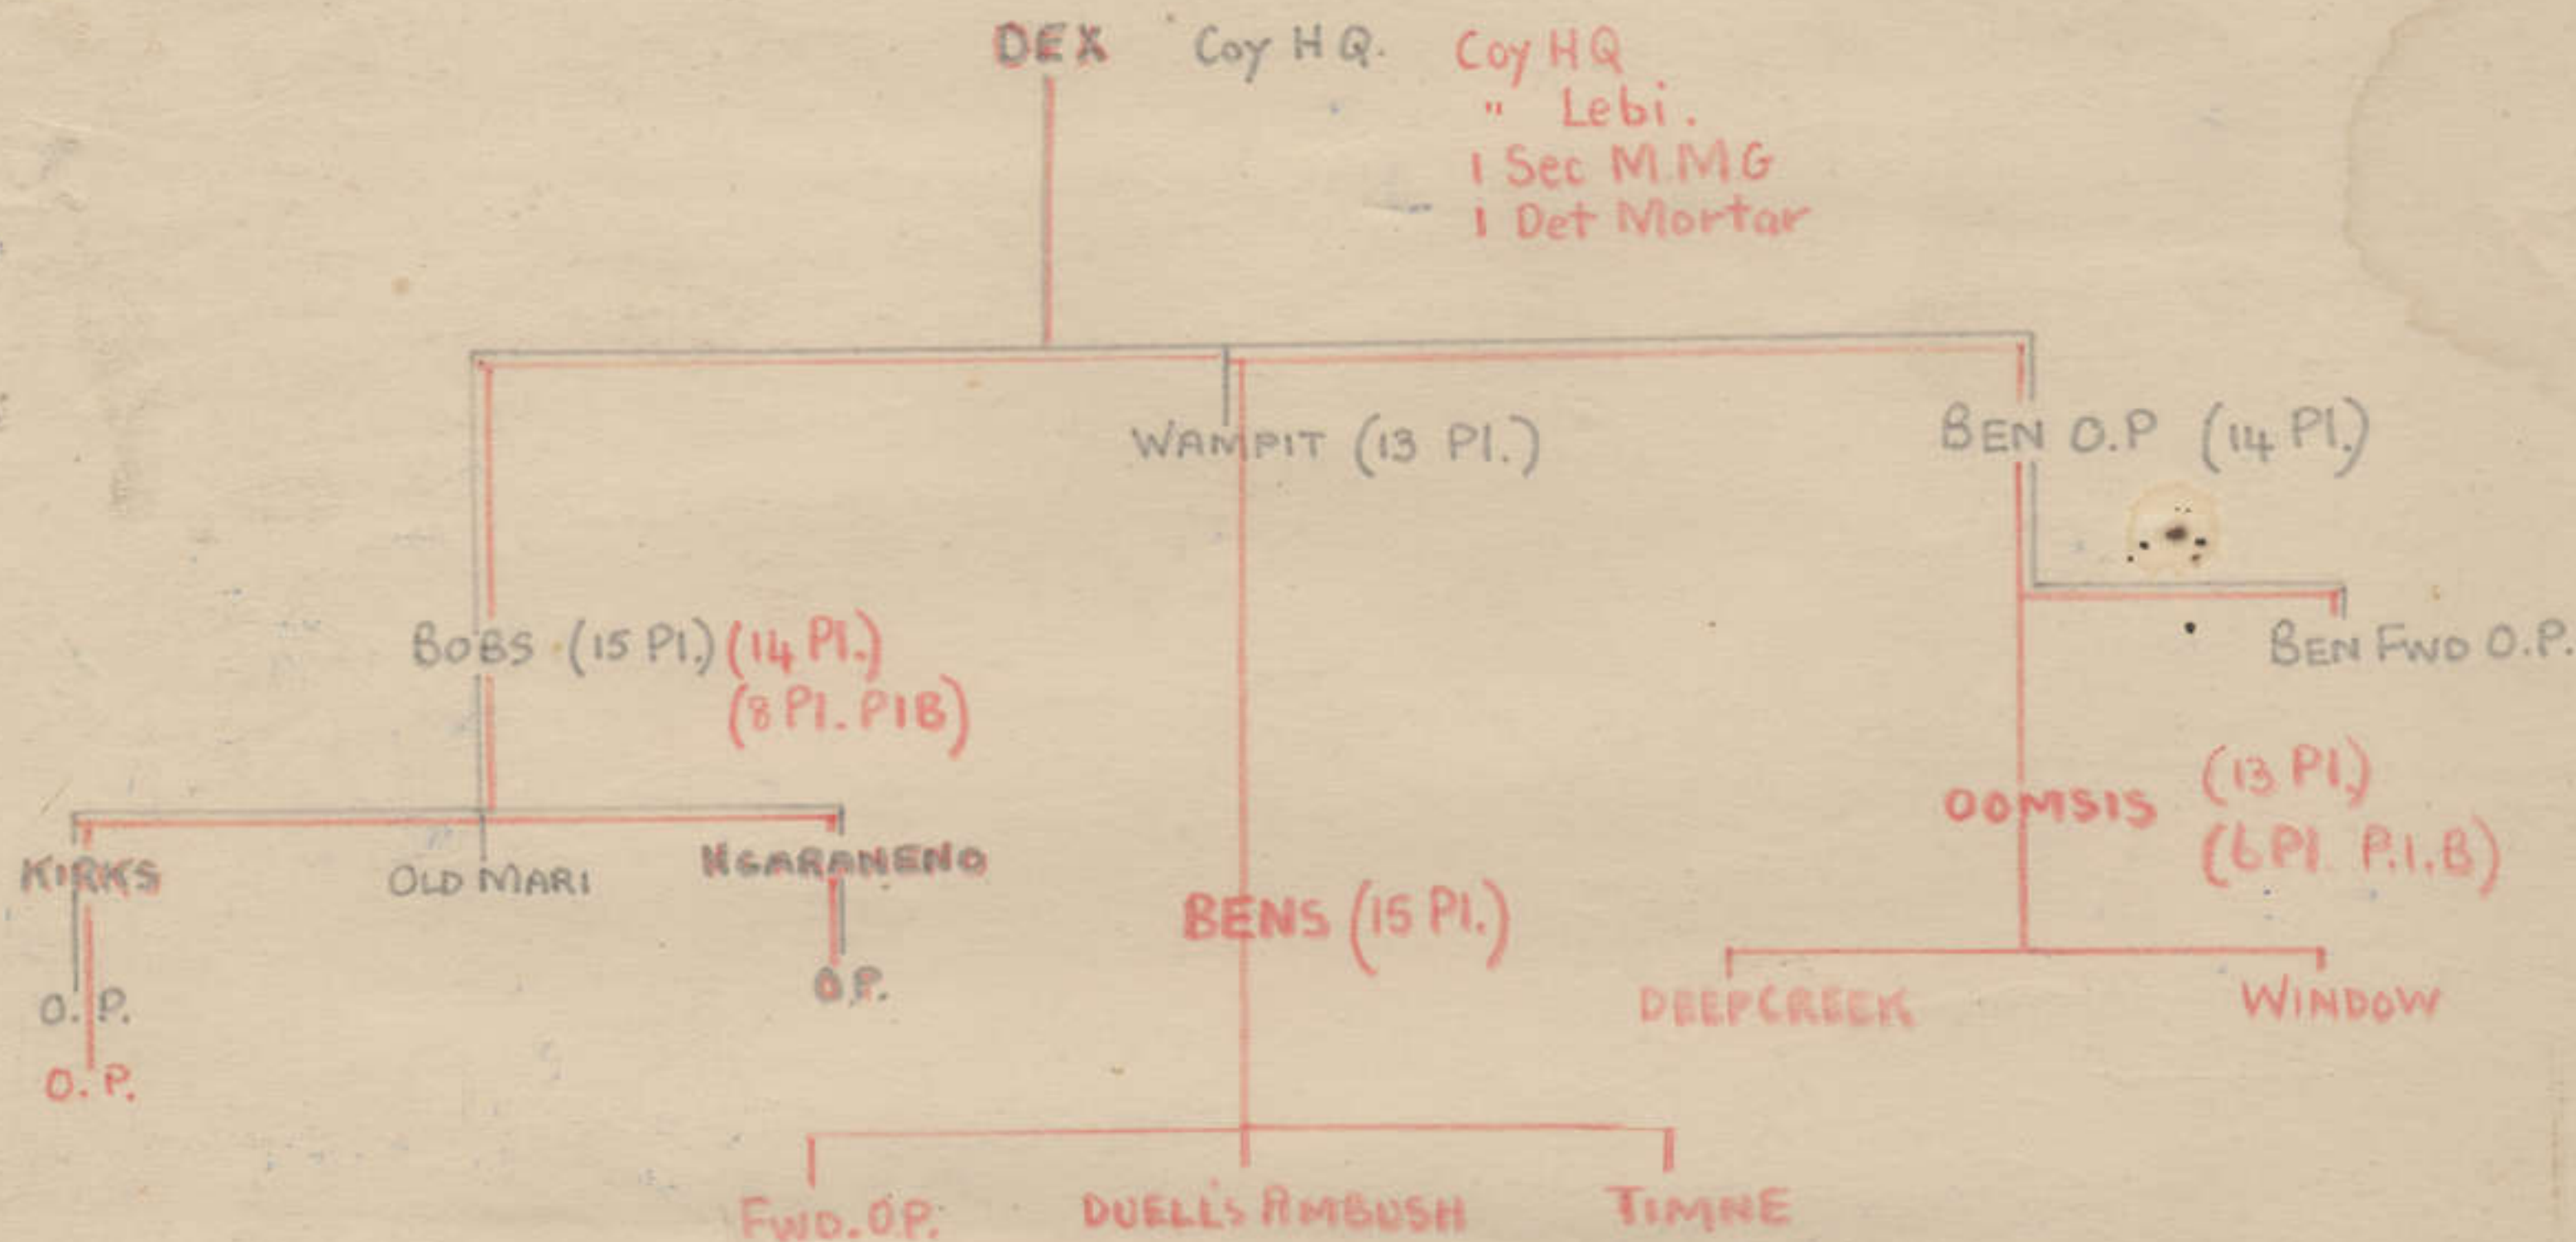 DEX Coy HQ. Coy HQ
" Lebi.
1 Sec M.M.G
1 Det Mortar
WAMPIT (13 Pl.)
BEN O.P (14 Pl.)
BOBS (15 Pl.) (14 Pl.)
(8 Pl. PIB)
BEN FWD O.P.
OOMSIS (13 Pl.)
(6 Pl. P.I.B)
KIRKS
OLD MARI
NGARANENO
BENS (15 Pl.)
O.P.
O.P.
O.P.
DEEPCREEK
WINDOW
FWD. O.P.
DUELL'S AMBUSH
TIMNE